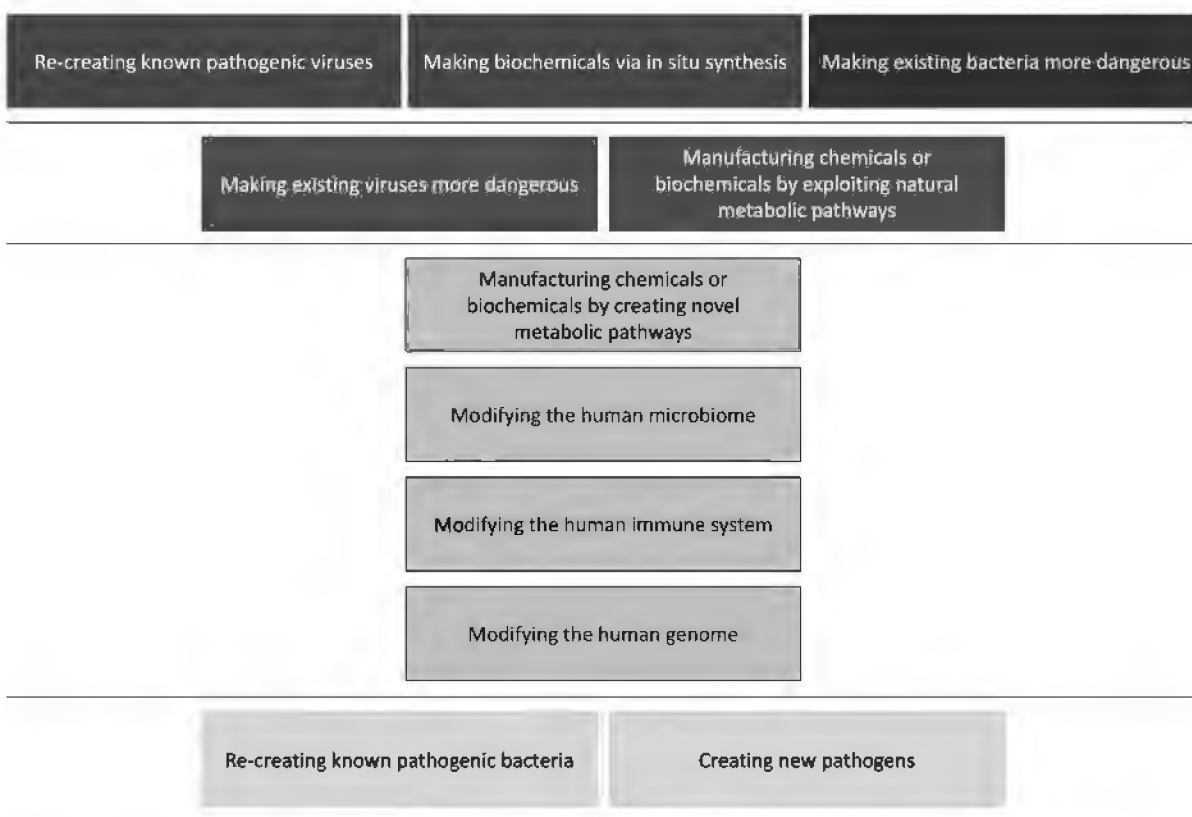 Re-creating known pathogenic viruses
Making biochemicals via in situ synthesis
Making existing bacteria more dangerous
Making existing viruses more dangerous
Manufacturing chemicals or
biochemicals by exploiting natural
metabolic pathways
Manufacturing chemicals or
biochemicals by creating novel
metabolic pathways
Modifying the human microbiome
Modifying the human immune system
Modifying the human genome
Re-creating known pathogenic bacteria
Creating new pathogens